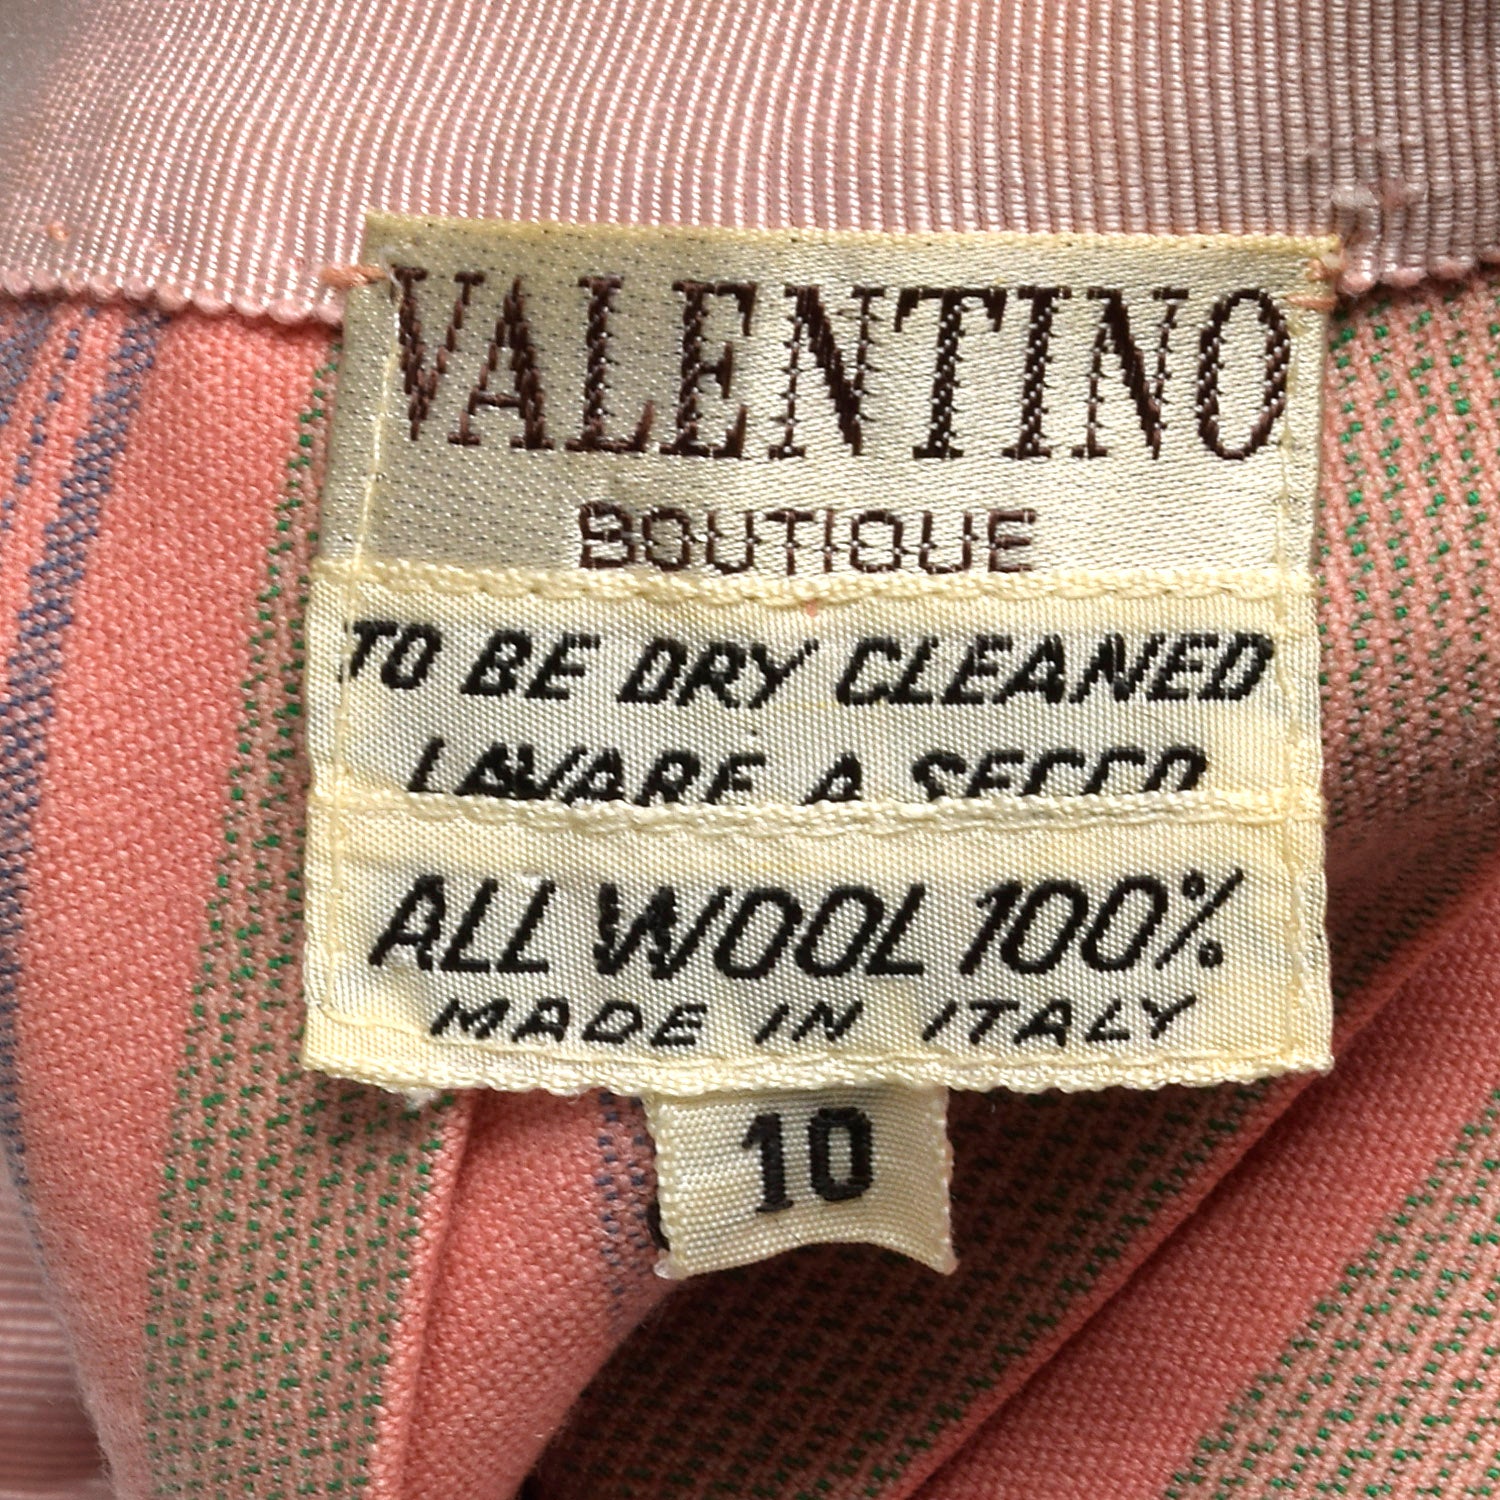 VALENTINO
BOUTIQUE
TO BE DRY CLEANED
LAVARE A SECCO
ALL WOOL 100%
MADE IN ITALY
10